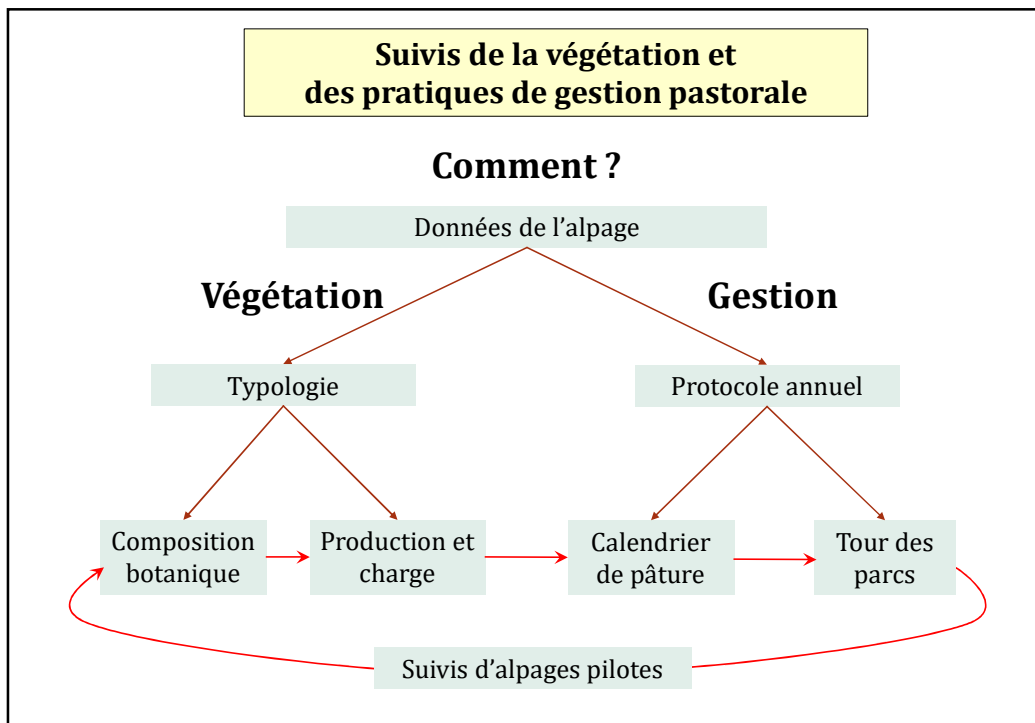 Suivis de la végétation et
des pratiques de gestion pastorale
Comment ?
Données de l'alpage
Végétation
Gestion
Typologie
Protocole annuel
Composition
botanique
Production et
charge
Calendrier
de pâture
Tour des
parcs
Suivis d'alpages pilotes